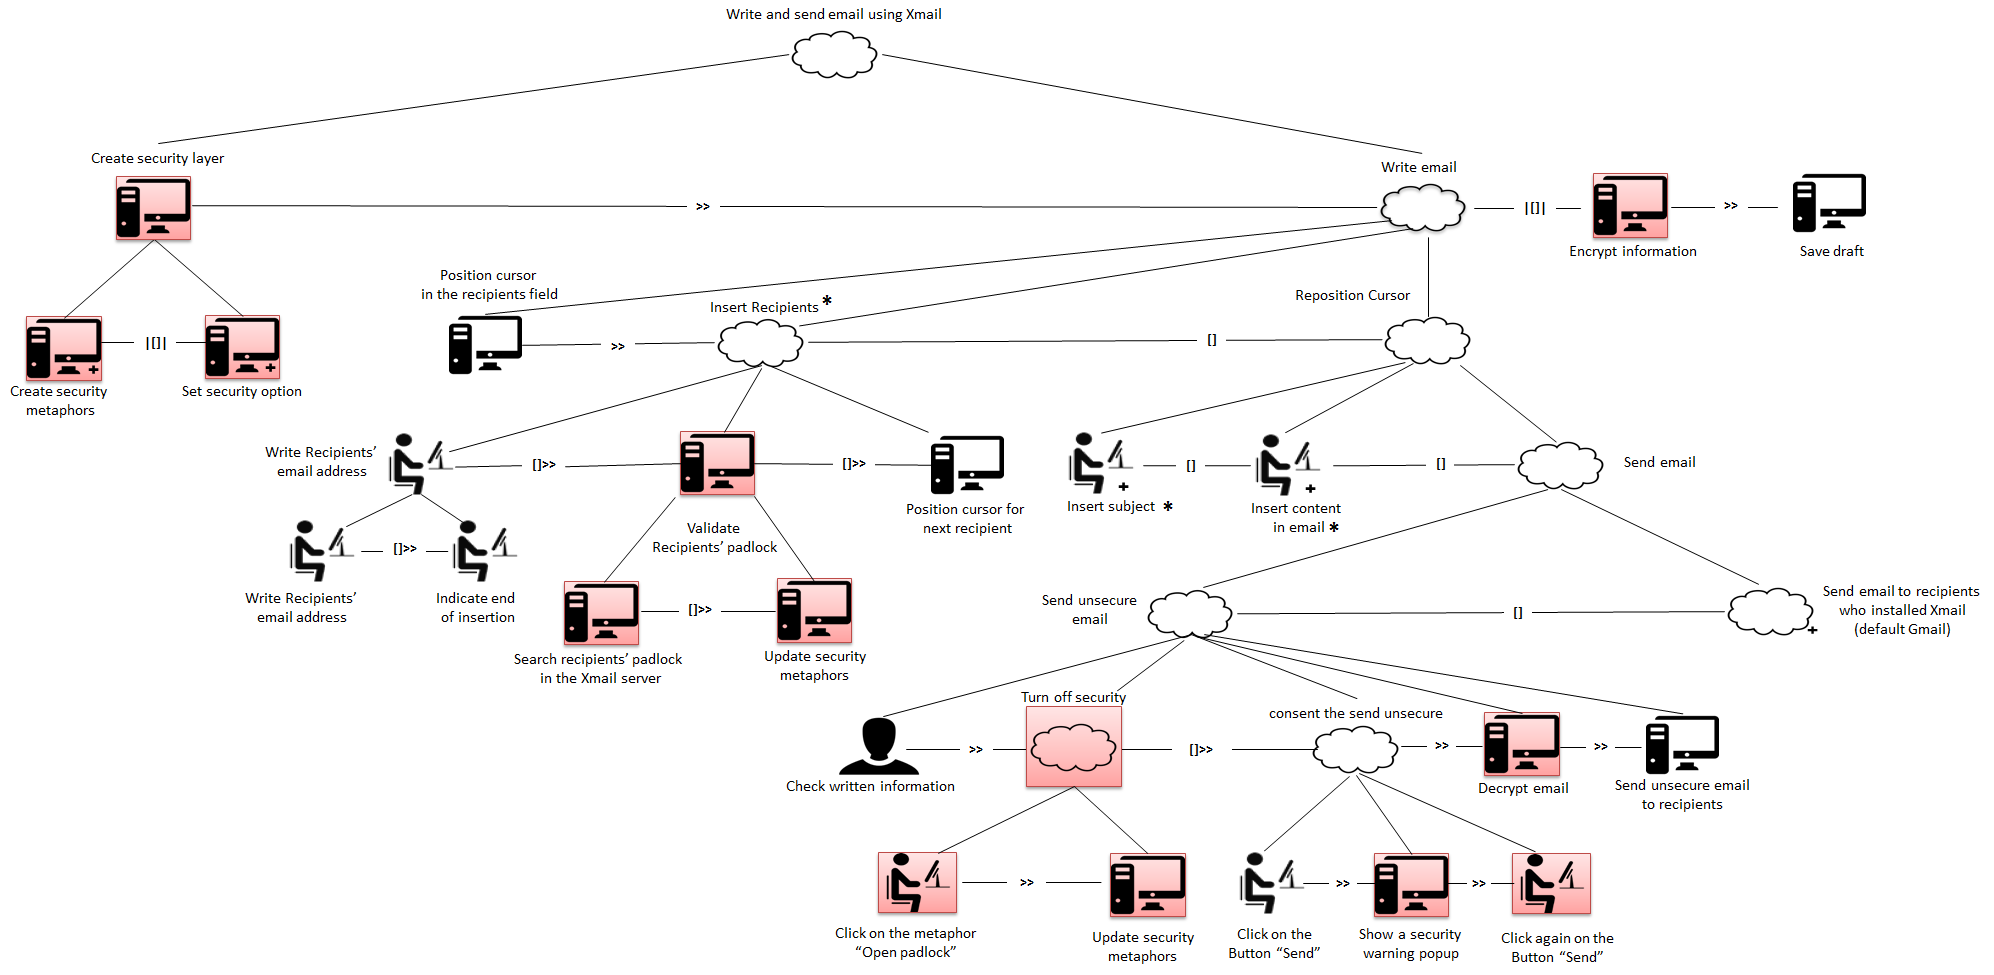 Write and send email using Xmail
Create security layer
Write email
>>
|[]|
>>
Encrypt information
Save draft
Position cursor
in the recipients field
Insert Recipients *
Reposition Cursor
|[]|
>>
[]
Create security
metaphors
Set security option
Write Recipients'
email address
[]>>
[]>>
[]
[]
Send email
Validate
Recipients' padlock
Position cursor for
next recipient
Insert subject *
Insert content
in email *
[]>>
Write Recipients'
email address
Indicate end
of insertion
[]>>
Search recipients' padlock
in the Xmail server
Update security
metaphors
Send unsecure
email
[]
Send email to recipients
who installed Xmail
(default Gmail)
Turn off security
consent the send unsecure
>>
[]>>
>>
>>
Check written information
Decrypt email
Send unsecure email
to recipients
>>
>>
>>
Click on the metaphor
“Open padlock”
Update security
metaphors
Click on the
Button “Send”
Show a security
warning popup
Click again on the
Button “Send”